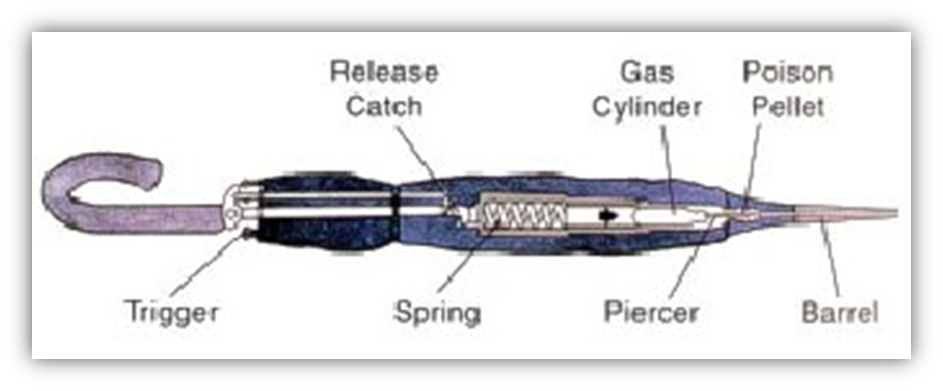 Release
Catch
Gas
Cylinder
Poison
Pellet
Trigger
Spring
Piercer
Barrel